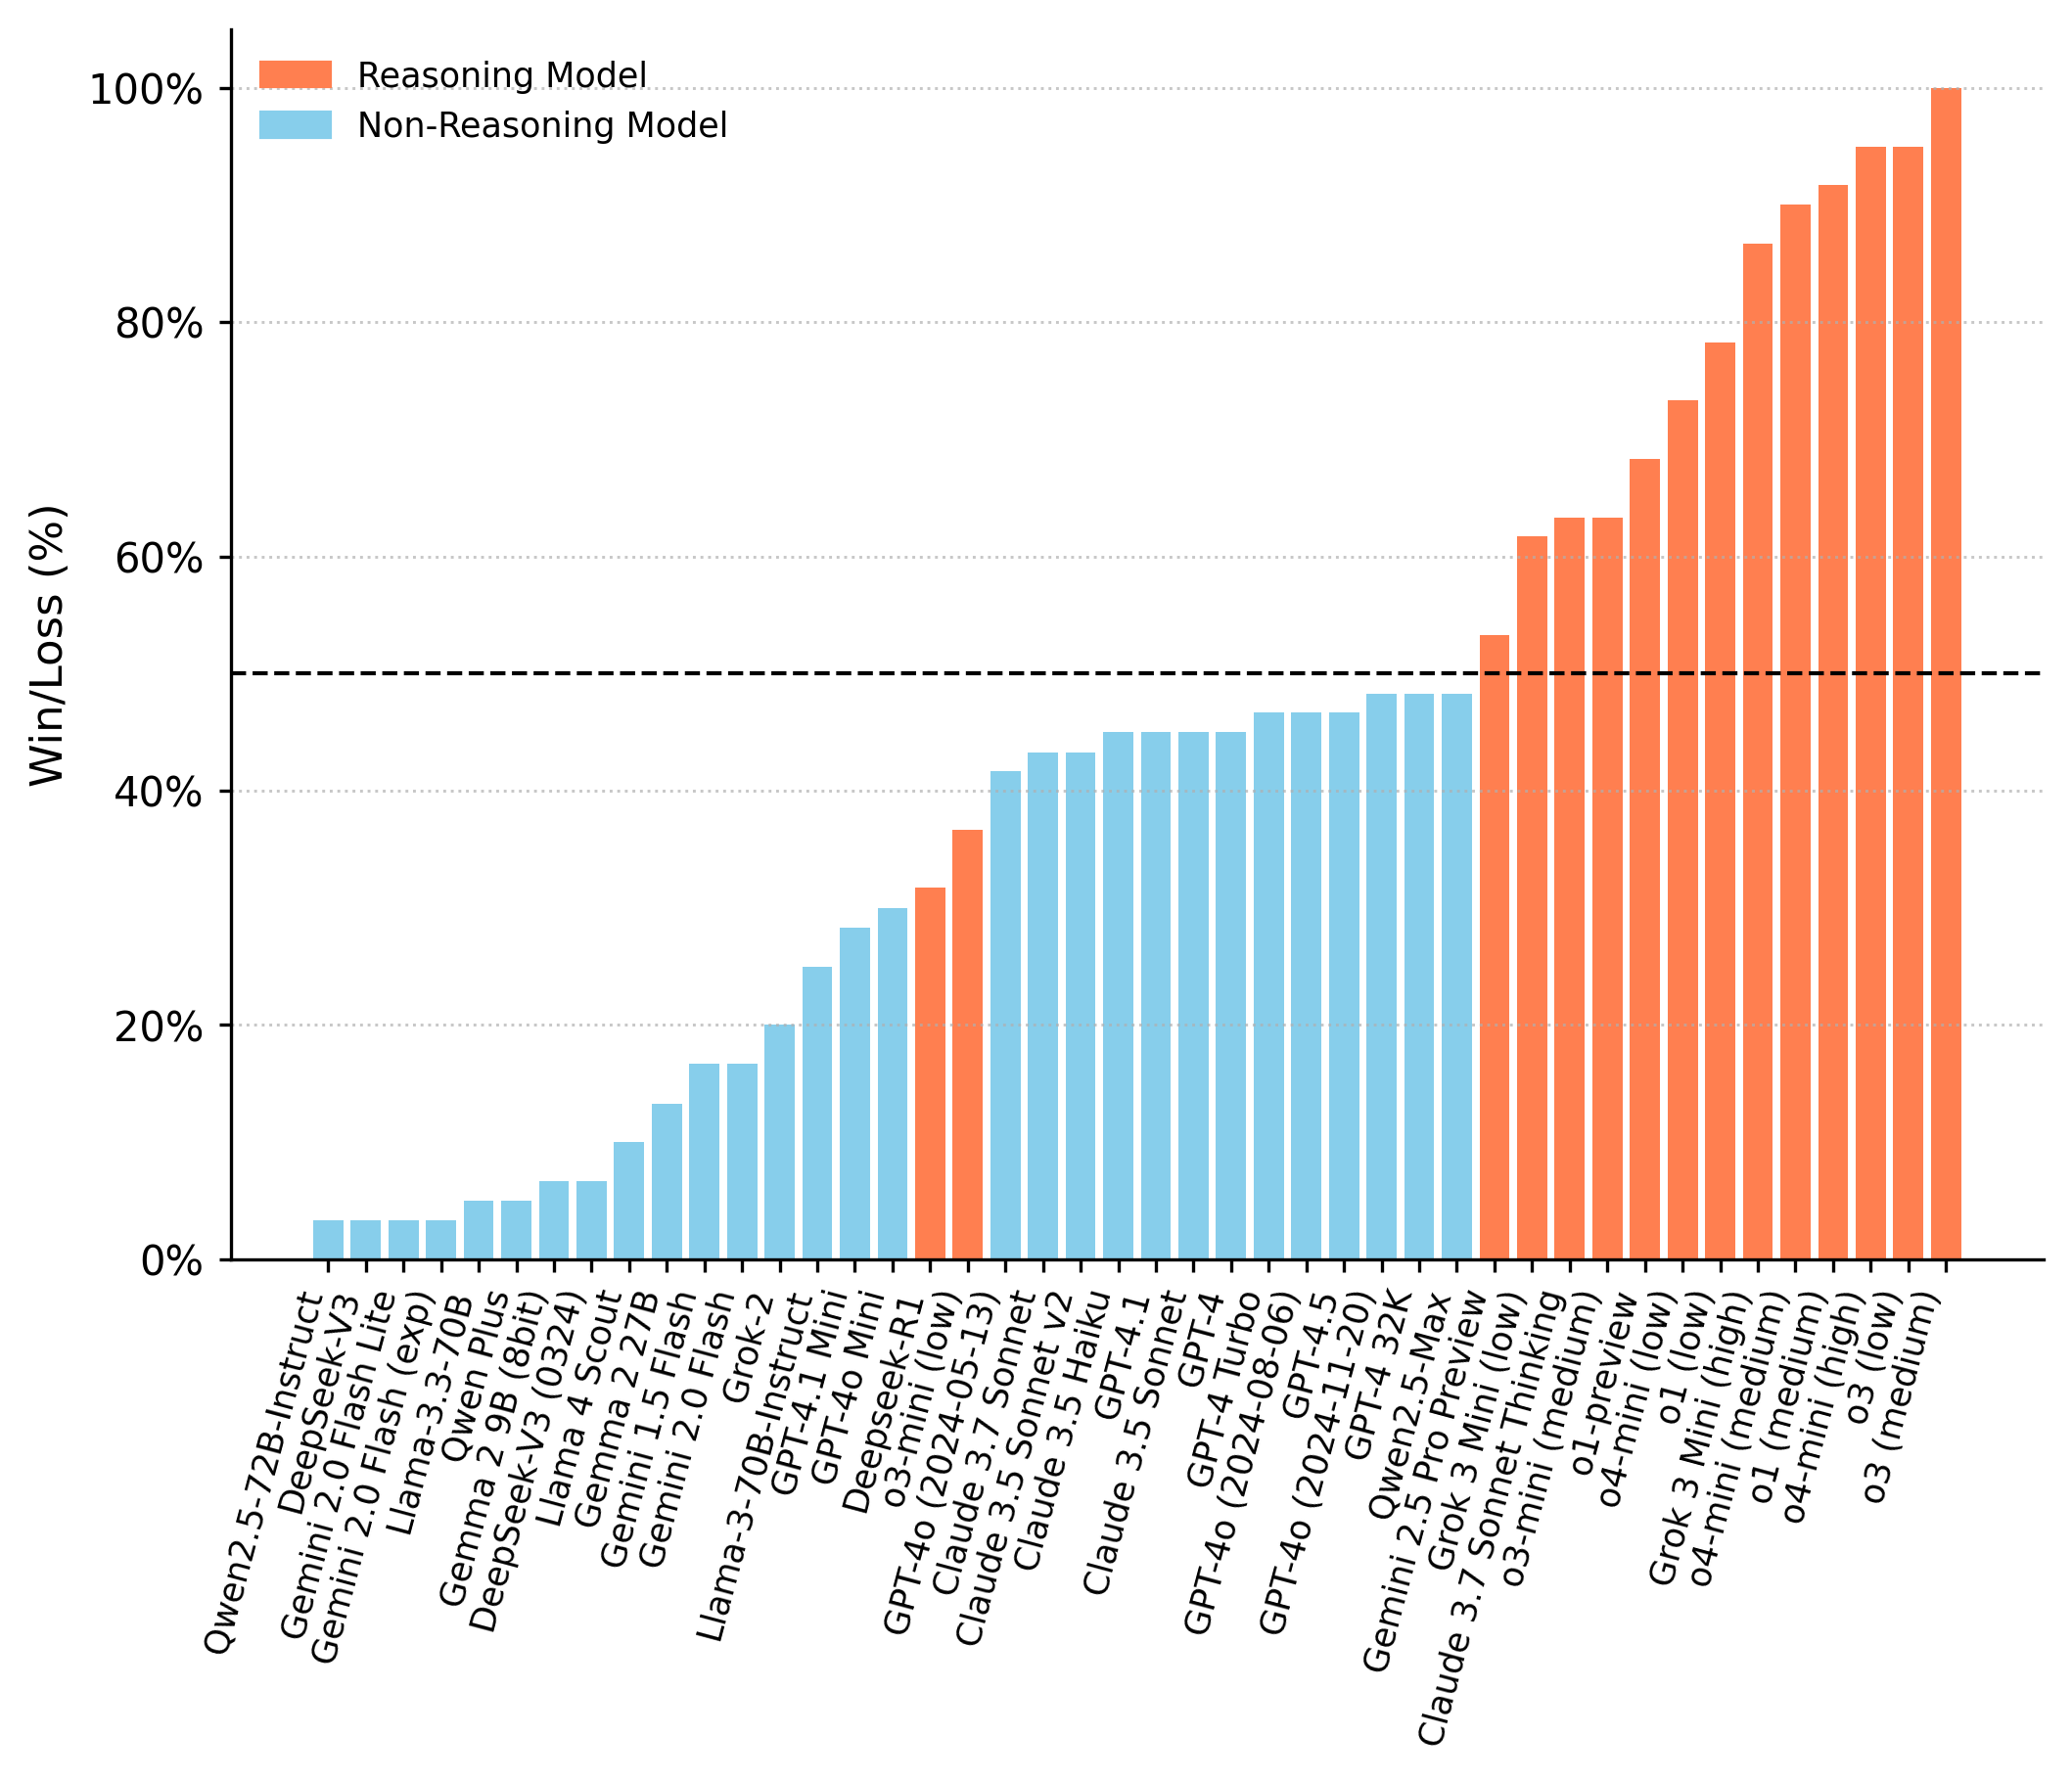 Reasoning Model
Non-Reasoning Model
Win/Loss (%)
100%
80%
60%
40%
20%
0%
Qwen2.5-72B-Instruct
DeepSeek-V3
Gemini 2.0 Flash Lite
Gemini 2.0 Flash (exp)
Llama-3.3-70B
Qwen Plus
Gemma 2 9B (8bit)
DeepSeek-V3 (0324)
Llama 4 Scout
Gemma 2 27B
Gemini 1.5 Flash
Gemini 2.0 Flash
Grok-2
Llama-3-70B-Instruct
GPT-4.1 Mini
GPT-4o Mini
Deepseek-R1
o3-mini (low)
GPT-4o (2024-05-13)
Claude 3.7 Sonnet
Claude 3.5 Sonnet v2
Claude 3.5 Haiku
GPT-4.1
Claude 3.5 Sonnet
GPT-4
GPT-4 Turbo
GPT-4o (2024-08-06)
GPT-4.5
GPT-4o (2024-11-20)
GPT-4 32K
Qwen2.5-Max
Gemini 2.5 Pro Preview
Grok 3 Mini (low)
Claude 3.7 Sonnet Thinking
o3-mini (medium)
o1-preview
o4-mini (low)
o1 (low)
Grok 3 Mini (high)
o4-mini (medium)
o1 (medium)
o4-mini (high)
o3 (low)
o3 (medium)